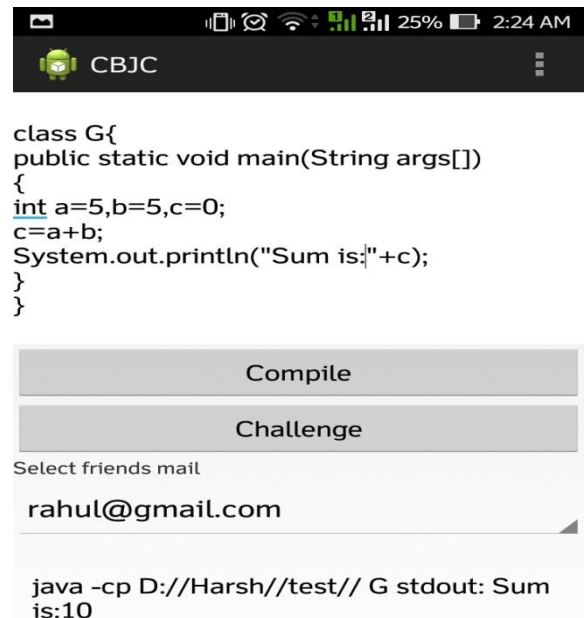 25% 2:24 AM
CBJC
class G{
public static void main(String args[])
{
int a=5,b=5,c=0;
c=a+b;
System.out.println("Sum is:"+c);
}
}
Compile
Challenge
Select friends mail
rahul@gmail.com
java -cp D://Harsh//test// G stdout: Sum
is:10